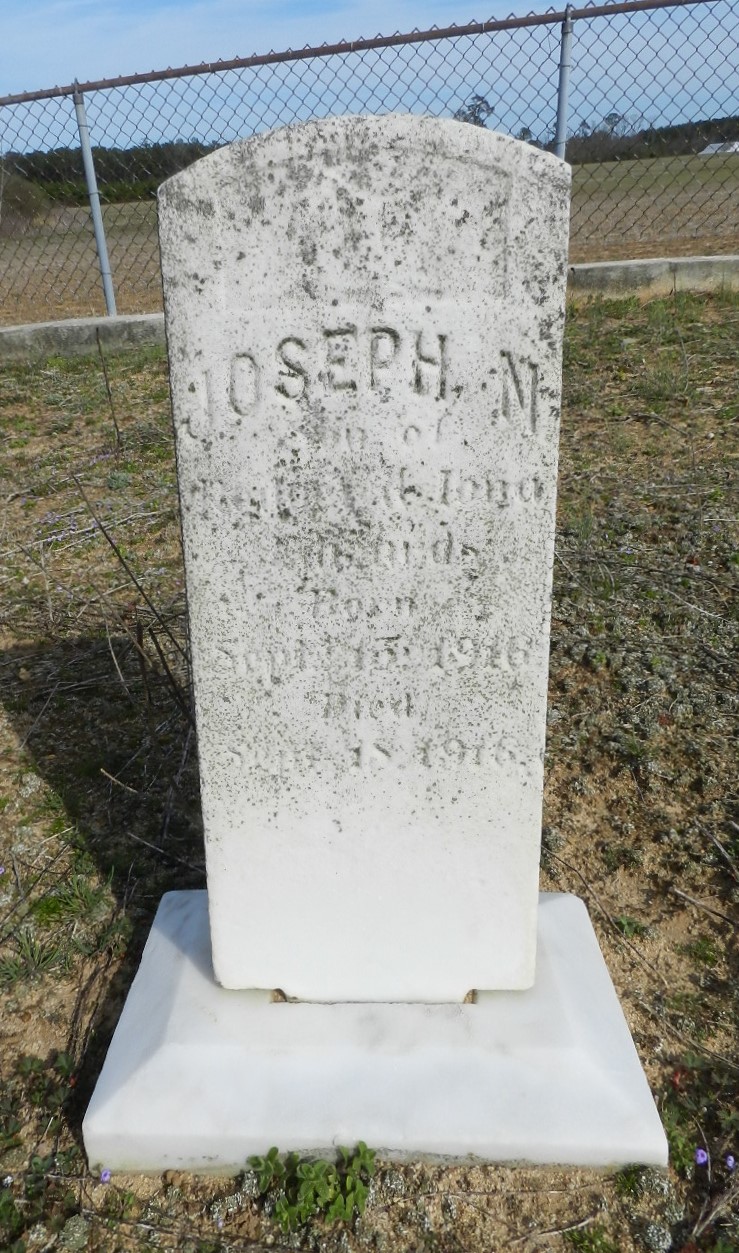 JOSEPH. M
Son of
& Iona
Born
Sept. 15, 1916
Died
Sept. 18, 1916.